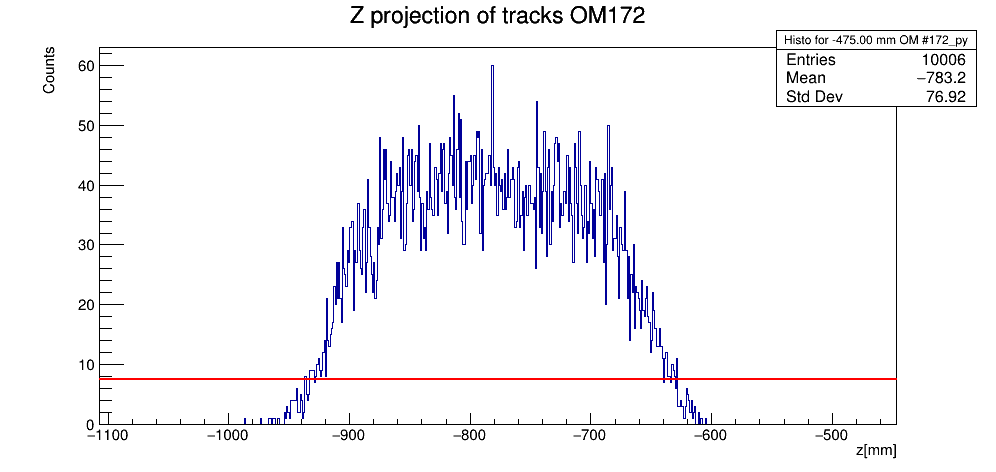 Z projection of tracks OM172
Histo for -475.00 mm OM #172_py
Entries 10006
Mean −783.2
Std Dev 76.92
Counts
60
50
40
30
20
10
0
−1100 −1000 −900 −800 −700 −600 −500
z[mm]